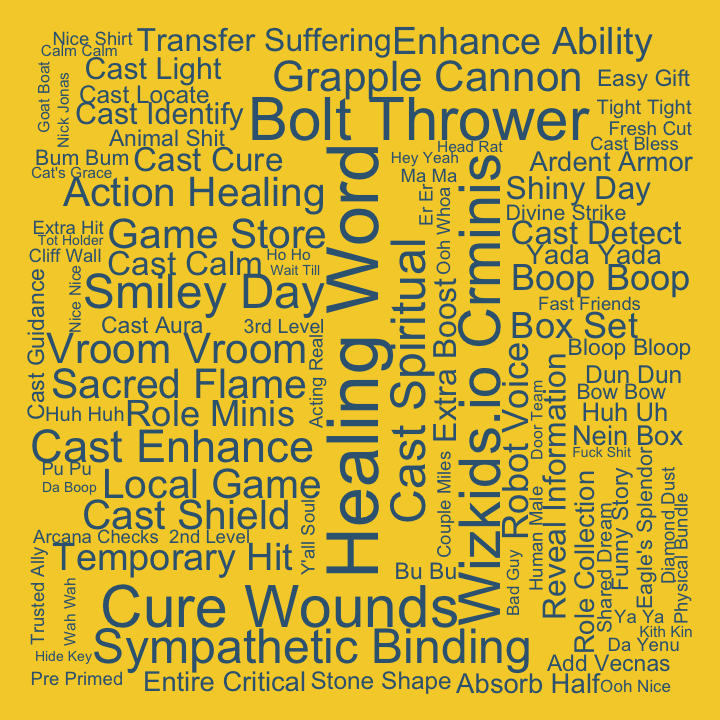 Nice Shirt
Transfer Suffering
Enhance Ability
Calm Calm
Goat Boat
Nick Jonas
Cast Light
Grapple Cannon
Easy Gift
Cast Locate
Cast Identify
Bolt Thrower
Tight Tight
Fresh Cut
Animal Shit
Head Rat
Cast Bless
Bum Bum
Cast Cure
Hey Yeah
Ardent Armor
Cat's Grace
Ma Ma
Action Healing
Healing Word
Er Er
Ooh Whoa
Wizkids.io Crminis
Shiny Day
Divine Strike
Extra Hit
Game Store
Cast Detect
Tot Holder
Cliff Wall
Ho Ho
Yada Yada
Cast Calm
Wait Till
Cast Spiritual
Boop Boop
Nice Nice
Smiley Day
Extra Boost
Fast Friends
Cast Guidance
Cast Aura
3rd Level
Box Set
Vroom Vroom
Acting Real
Bloop Bloop
Sacred Flame
Robot Voice
Dun Dun
Door Team
Reveal Information
Bow Bow
Huh Huh
Role Minis
Huh Uh
Cast Enhance
Nein Box
Fuck Shit
Pu Pu
Local Game
Couple Miles
Da Boop
Cast Shield
Y'all Soul
Human Male
Role Collection
Shared Dream
Funny Story
Eagle's Splendor
Diamond Dust
Physical Bundle
Arcana Checks
2nd Level
Trusted Ally
Temporary Hit
Bu Bu
Bad Guy
Wah Wah
Cure Wounds
Ya Ya
Kith Kin
Sympathetic Binding
Da Yenu
Hide Key
Add Vecnas
Pre Primed
Entire Critical
Stone Shape
Absorb Half
Ooh Nice